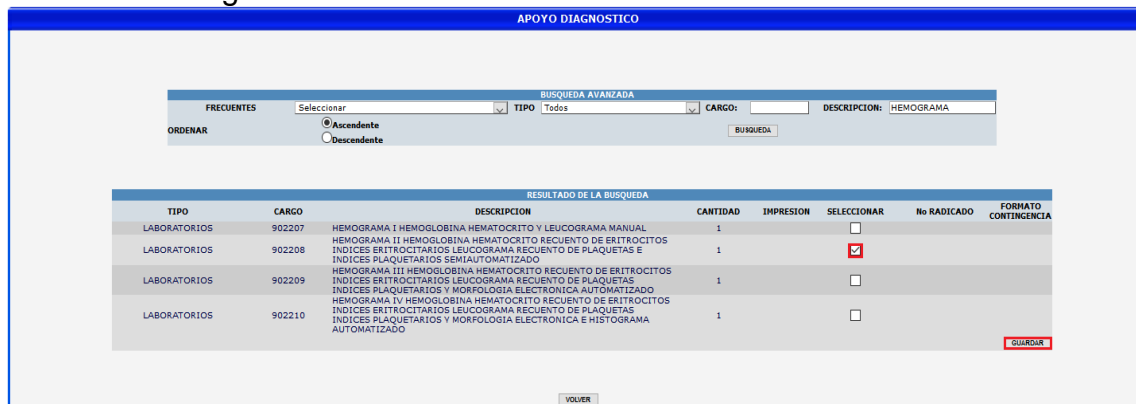 APOYO DIAGNOSTICO
BUSQUEDA AVANZADA
FRECUENTES Seleccionar TIPO Todos CARGO: DESCRIPCION: HEMOGRAMA
ORDENAR Ascendente
Descendente
BUSQUEDA
RESULTADO DE LA BUSQUEDA
TIPO CARGO DESCRIPCION CANTIDAD IMPRESION SELECCIONAR No RADICADO FORMATO CONTINGENCIA
LABORATORIOS 902207 HEMOGRAMA I HEMOGLOBINA HEMATOCRITO Y LEUCOGRAMA MANUAL 1
LABORATORIOS 902208 HEMOGRAMA II HEMOGLOBINA HEMATOCRITO RECUENTO DE ERITROCITOS
INDICES ERITROCITARIOS LEUCOGRAMA RECUENTO DE PLAQUETAS E
INDICES PLAQUETARIOS SEMIAUTOMATIZADO 1
LABORATORIOS 902209 HEMOGRAMA III HEMOGLOBINA HEMATOCRITO RECUENTO DE ERITROCITOS
INDICES ERITROCITARIOS LEUCOGRAMA RECUENTO DE PLAQUETAS
INDICES PLAQUETARIOS Y MORFOLOGIA ELECTRONICA AUTOMATIZADO 1
LABORATORIOS 902210 HEMOGRAMA IV HEMOGLOBINA HEMATOCRITO RECUENTO DE ERITROCITOS
INDICES ERITROCITARIOS LEUCOGRAMA RECUENTO DE PLAQUETAS
INDICES PLAQUETARIOS Y MORFOLOGIA ELECTRONICA E HISTOGRAMA
AUTOMATIZADO 1
GUARDAR
VOLVER